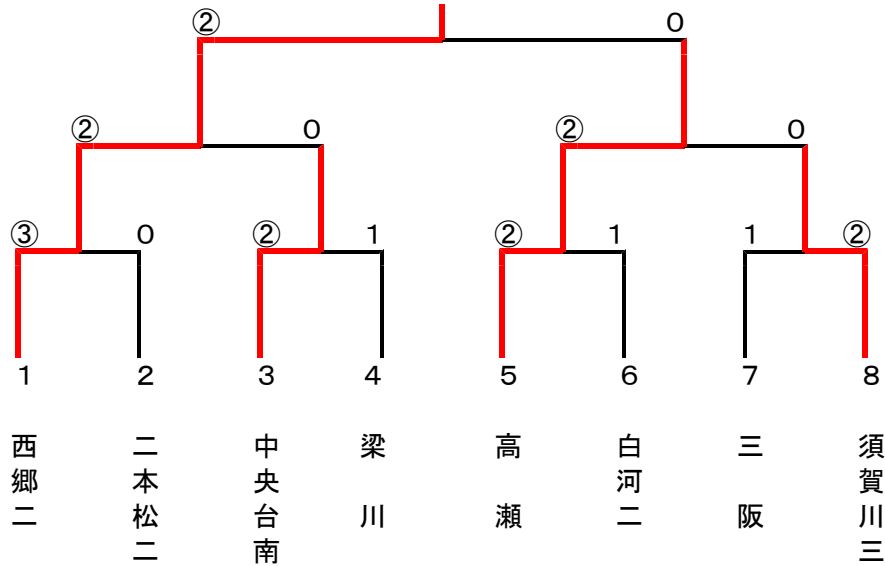 ② 0
② 0 ② 0
③ 0 ② 1 ② 1 1 ②
1 2 3 4 5 6 7 8
西郷二
二本松二
中央台南
梁川
高瀬
白河二
三阪
須賀川三